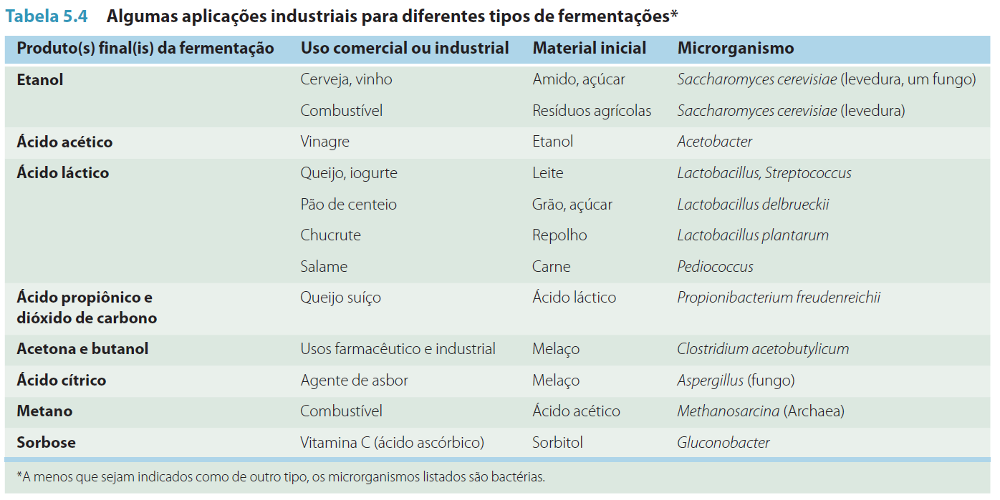 Tabela 5.4 Algumas aplicações industriais para diferentes tipos de fermentações*
Produto(s) final(is) da fermentação Uso comercial ou industrial Material inicial Microrganismo
Etanol Cerveja, vinho Amido, açúcar Saccharomyces cerevisiae (levedura, um fungo)
Combustível Resíduos agrícolas Saccharomyces cerevisiae (levedura)
Ácido acético Vinagre Etanol Acetobacter
Ácido láctico Queijo, iogurte Leite Lactobacillus, Streptococcus
Pão de centeio Grão, açúcar Lactobacillus delbrueckii
Chucrute Repolho Lactobacillus plantarum
Salame Carne Pediococcus
Ácido propiônico e Queijo suíço Ácido láctico Propionibacterium freudenreichii
dióxido de carbono
Acetona e butanol Usos farmacêutico e industrial Melaço Clostridium acetobutylicum
Ácido cítrico Agente de asbor Melaço Aspergillus (fungo)
Metano Combustível Ácido acético Methanosarcina (Archaea)
Sorbose Vitamina C (ácido ascórbico) Sorbitol Gluconobacter
*A menos que sejam indicados como de outro tipo, os microrganismos listados são bactérias.